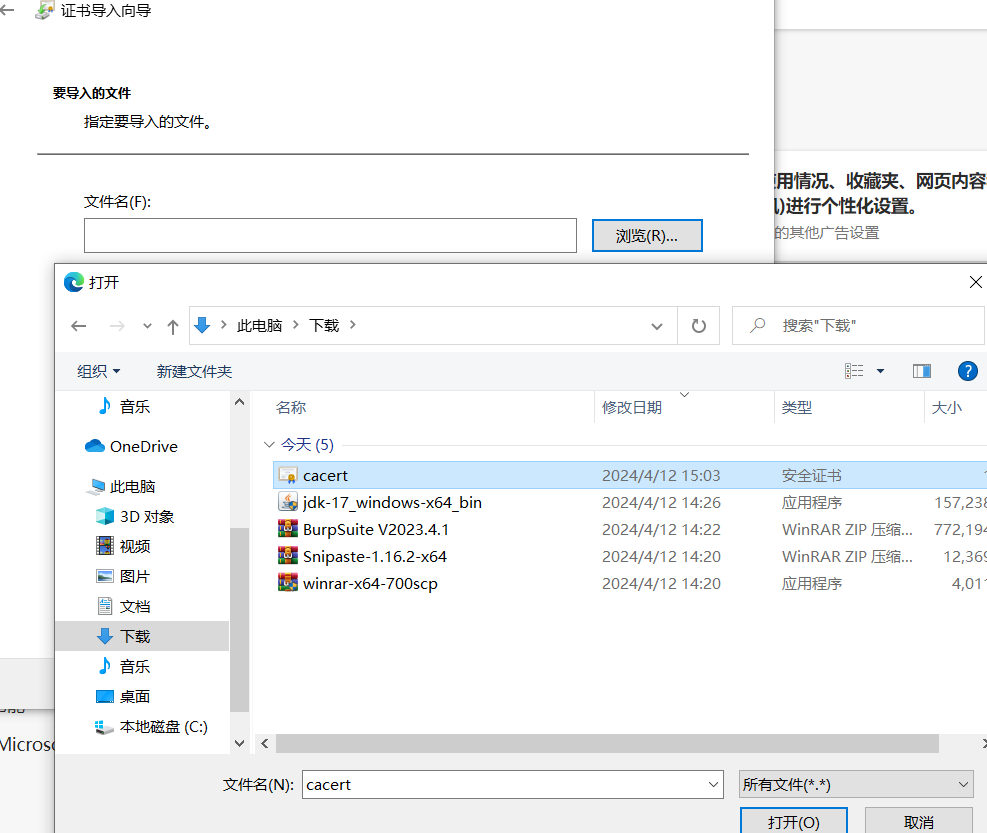 证书导入向导
要导入的文件
指定要导入的文件。
用情况、收藏夹、网页内容
)进行个性化设置。
的其他广告设置
文件名(F):
浏览(R)...
打开
此电脑 下载
搜索"下载"
组织 新建文件夹
名称 修改日期 类型 大小
今天 (5)
cacert 2024/4/12 15:03 安全证书
jdk-17_windows-x64_bin 2024/4/12 14:26 应用程序 157,238
BurpSuite V2023.4.1 2024/4/12 14:22 WinRAR ZIP 压缩... 772,194
Snipaste-1.16.2-x64 2024/4/12 14:20 WinRAR ZIP 压缩... 12,369
winrar-x64-700scp 2024/4/12 14:20 应用程序 4,011
音乐
OneDrive
此电脑
3D 对象
视频
图片
文档
下载
音乐
桌面
本地磁盘 (C:)
Micros
文件名(N): cacert 所有文件(*.*)
打开(O) 取消